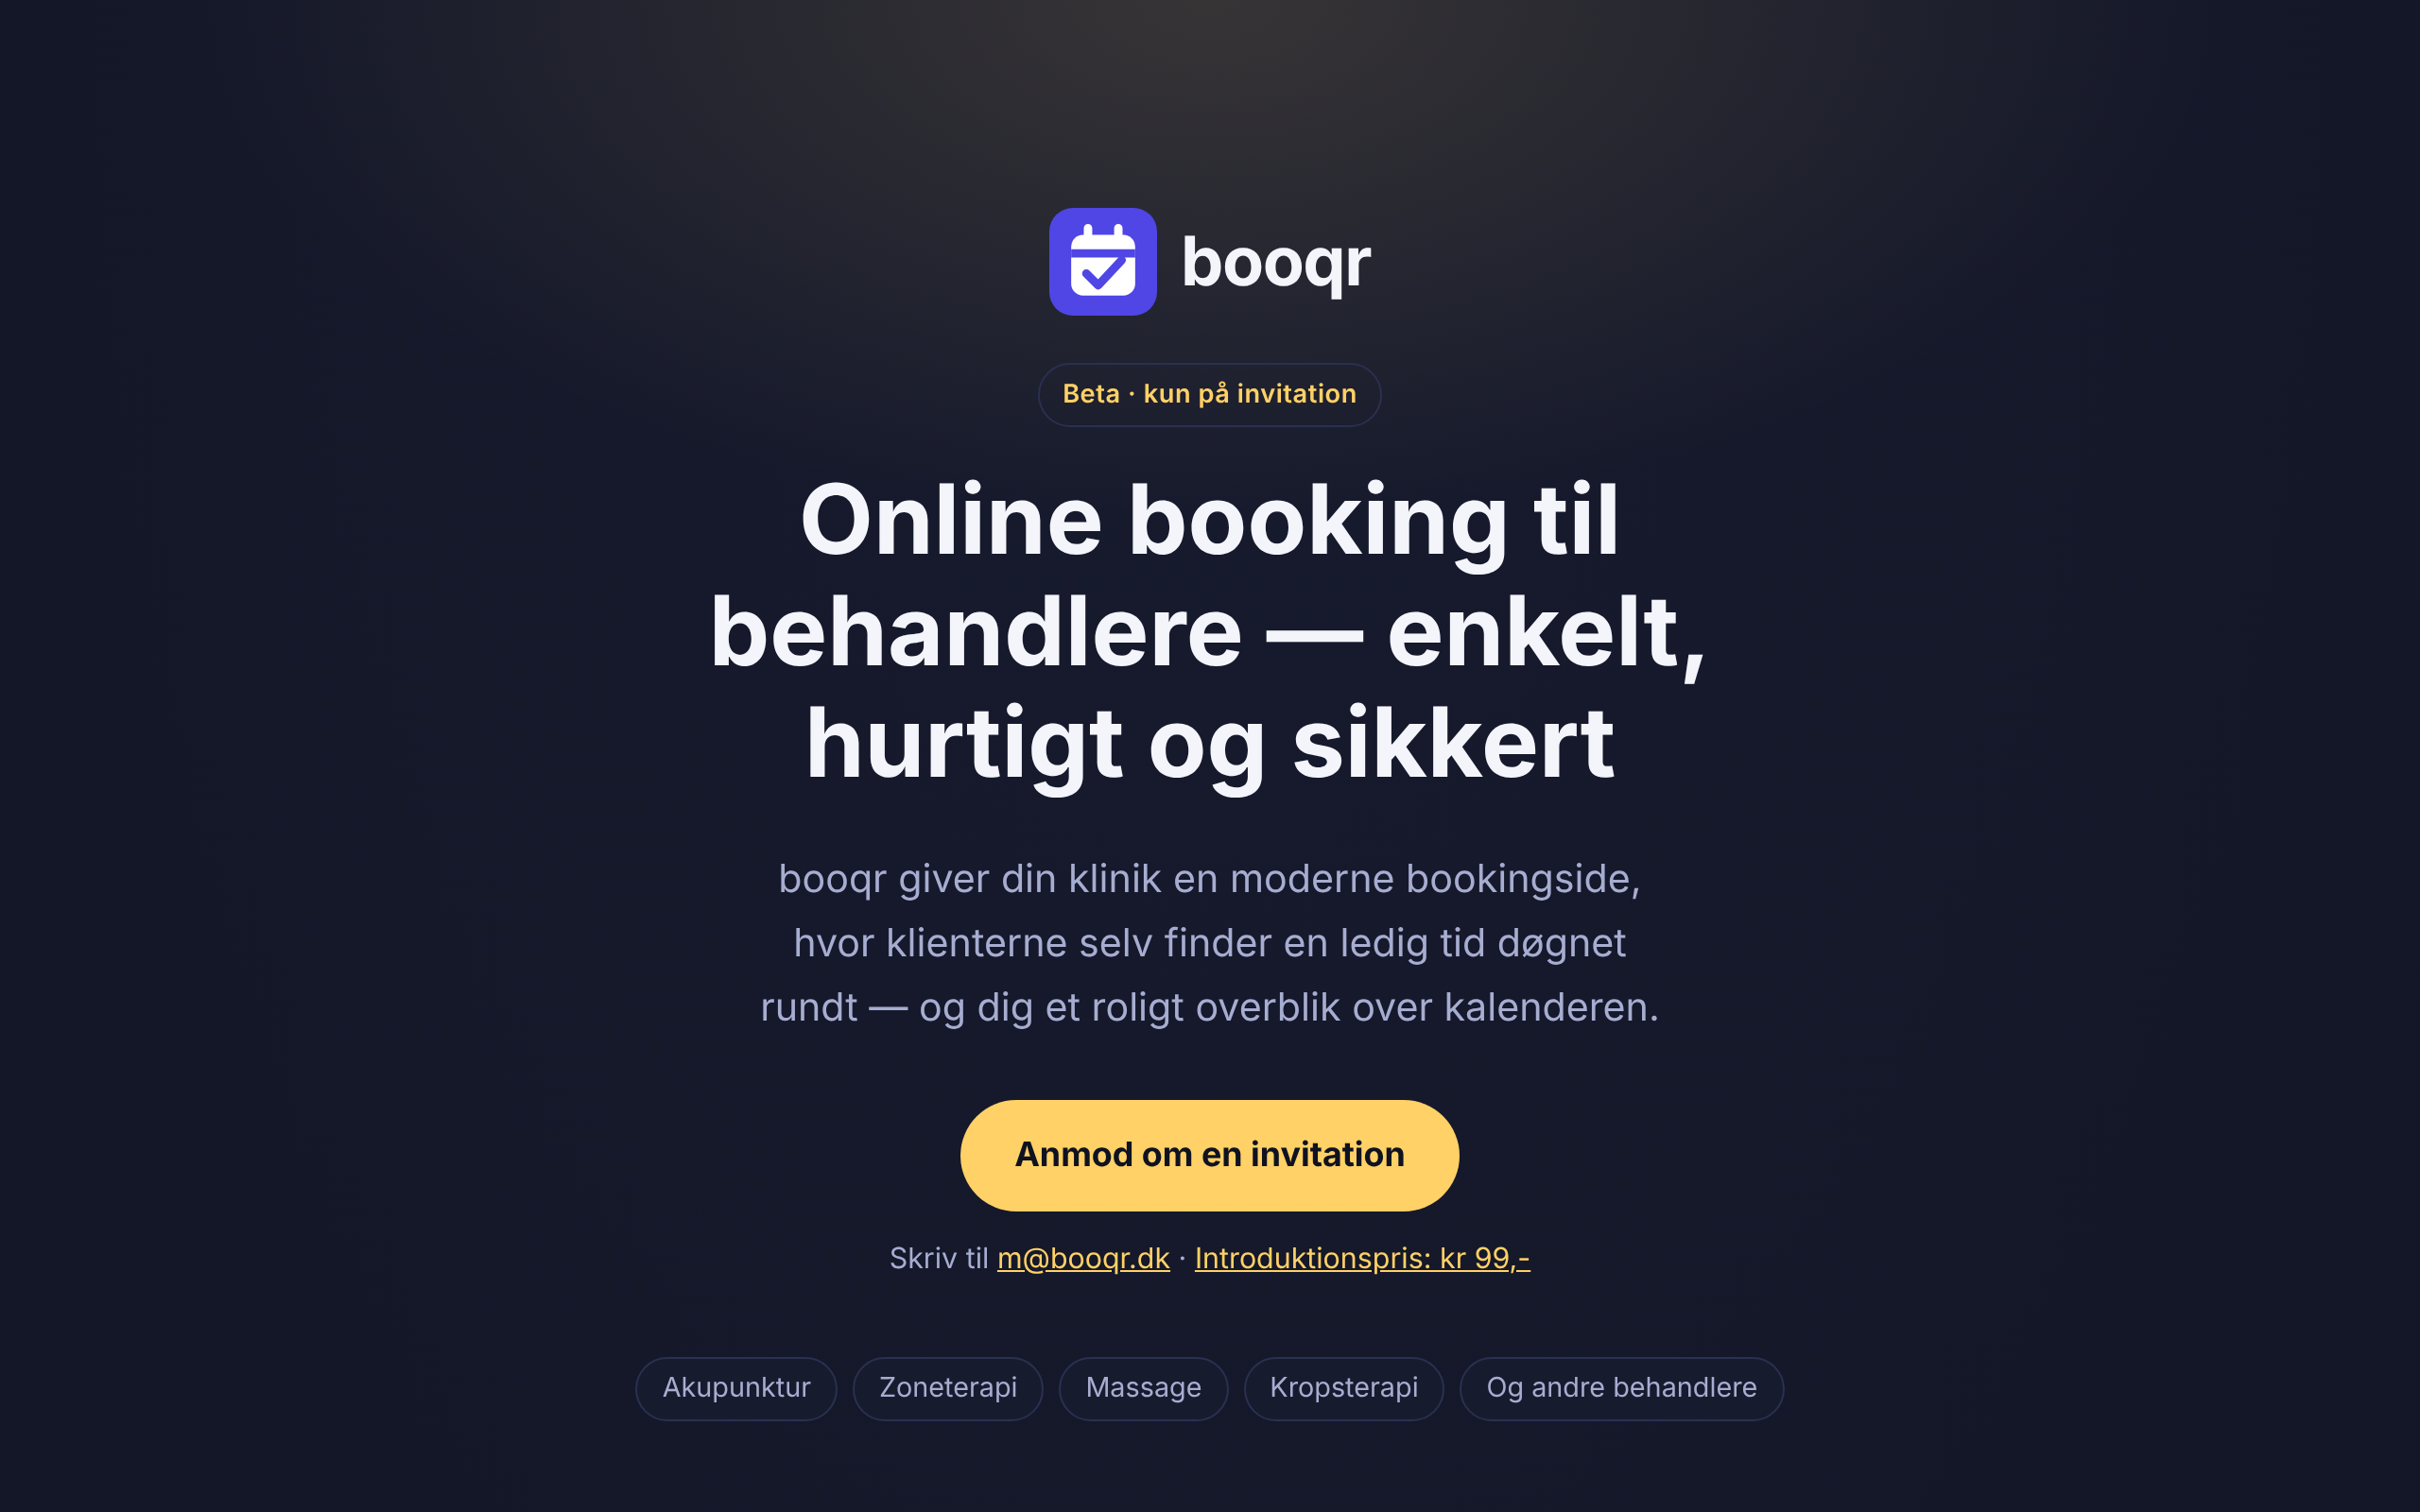 booqr
Beta · kun på invitation
Online booking til
behandlere — enkelt,
hurtigt og sikkert
booqr giver din klinik en moderne bookingside,
hvor klienterne selv finder en ledig tid døgnet
rundt — og dig et roligt overblik over kalenderen.
Anmod om en invitation
Skriv til m@booqr.dk · Introduktionspris: kr 99,-
Akupunktur Zoneterapi Massage Kropsterapi Og andre behandlere